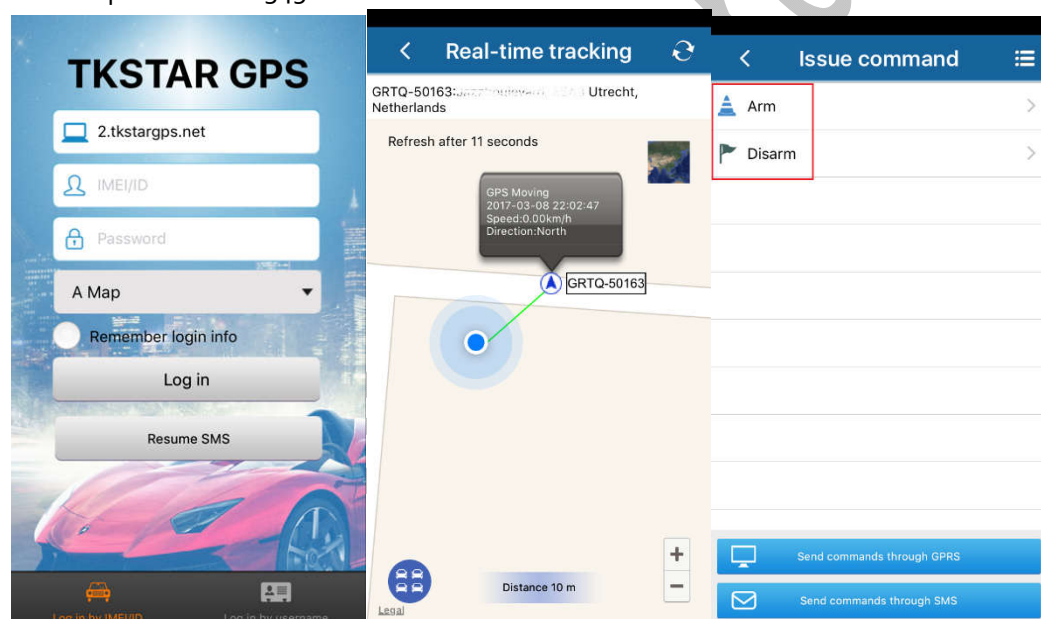 TKSTAR GPS
2.tkstargps.net
IMEI/ID
Password
A Map
Remember login info
Log in
Resume SMS
Log in by IMEI/ID
Log in by username
Real-time tracking
GRTQ-50163: Utrecht,
Netherlands
Refresh after 11 seconds
GPS Moving
2017-03-08 22:02:47
Speed:0.00km/h
Direction:North
GRTQ-50163
+
−
Distance 10 m
Legal
Issue command
Arm
Disarm
Send commands through GPRS
Send commands through SMS